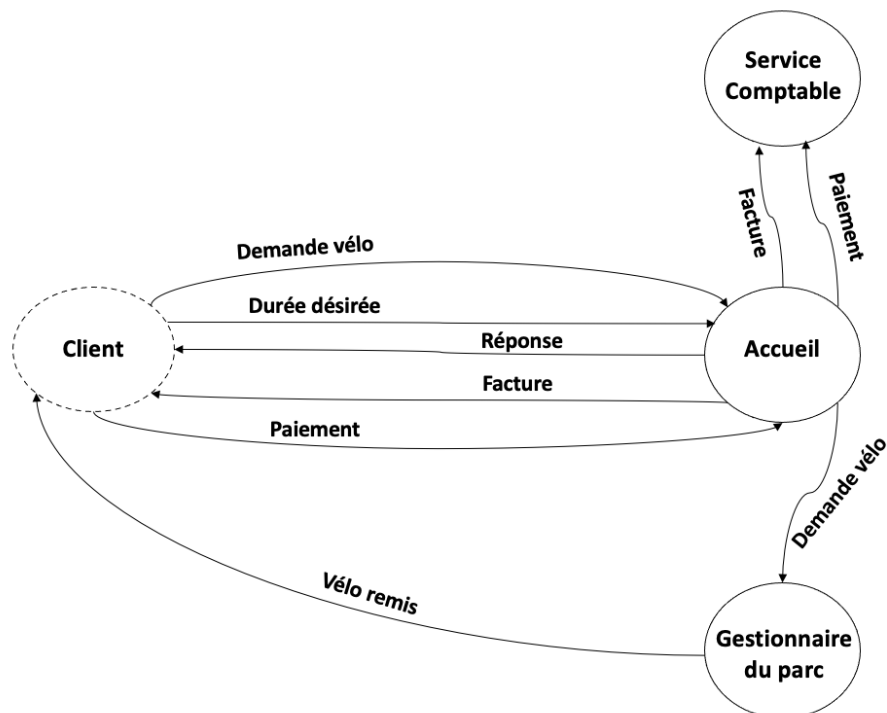 Service
Comptable
Facture
Paiement
Demande vélo
Durée désirée
Client
Réponse
Accueil
Facture
Paiement
Demande vélo
Vélo remis
Gestionnaire
du parc